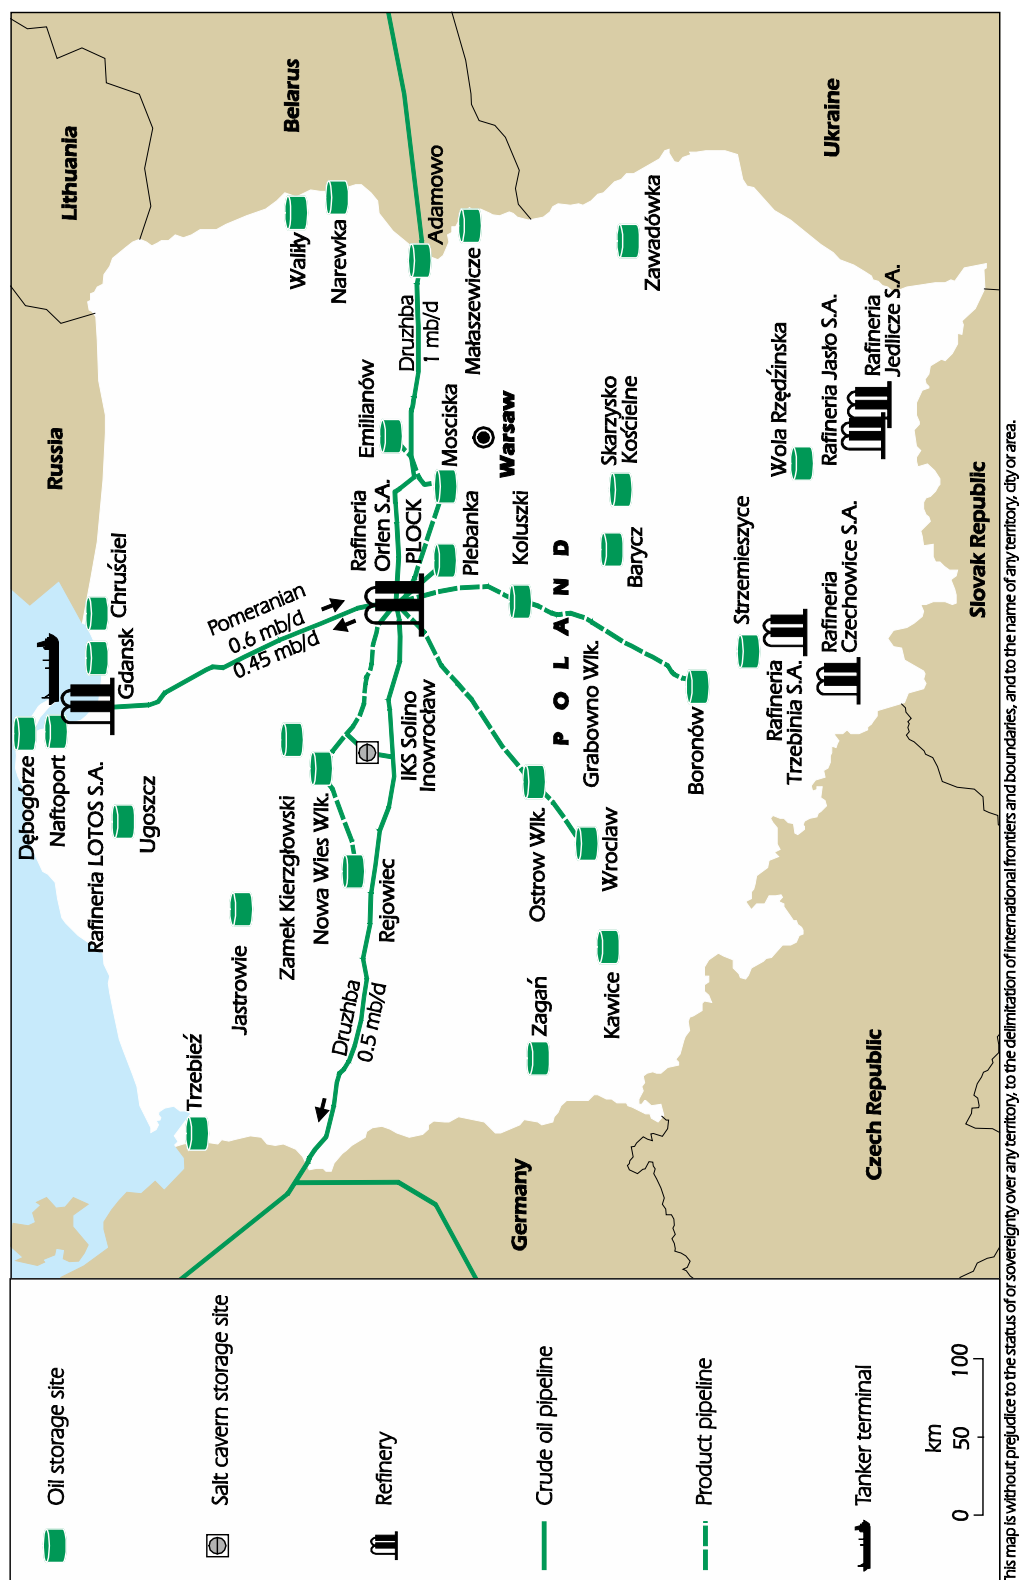 Lithuania
Belarus
Russia
Ukraine
Waliły
Narewka
Adamowo
Małaszewicze
Zawadówka
Druzhba
1 mb/d
Emilianów
Mosciska
Warsaw
Skarzysko
Kościelne
Wola Rzędźinska
Rafineria Jasło S.A.
Rafineria
Jedlicze S.A.
Slovak Republic
Chruściel
Gdansk
Pomeranian
0.6 mb/d
0.45 mb/d
Rafineria
Orlen S.A.
PLOCK
Plebanka
Koluszki
POLAND
Barycz
Strzemieszyce
Rafineria
Czechowice S.A.
Rafineria
Trzebinia S.A.
Dębogórze
Naftoport
Rafineria LOTOS S.A.
Ugoszcz
Zamek Kierzgłowski
Nowa Wies Wlk.
IKS Solino
Inowrocław
Rejowiec
Grabowno Wlk.
Ostrow Wlk.
Wroclaw
Boronów
Jastrowie
Trzebież
Druzhba
0.5 mb/d
Zagań
Kawice
Germany
Czech Republic
Oil storage site
Salt cavern storage site
Refinery
Crude oil pipeline
Product pipeline
Tanker terminal
km
0 50 100
This map is without prejudice to the status of or sovereignty over any territory, to the delimitation of international frontiers and boundaries, and to the name of any territory, city or area.